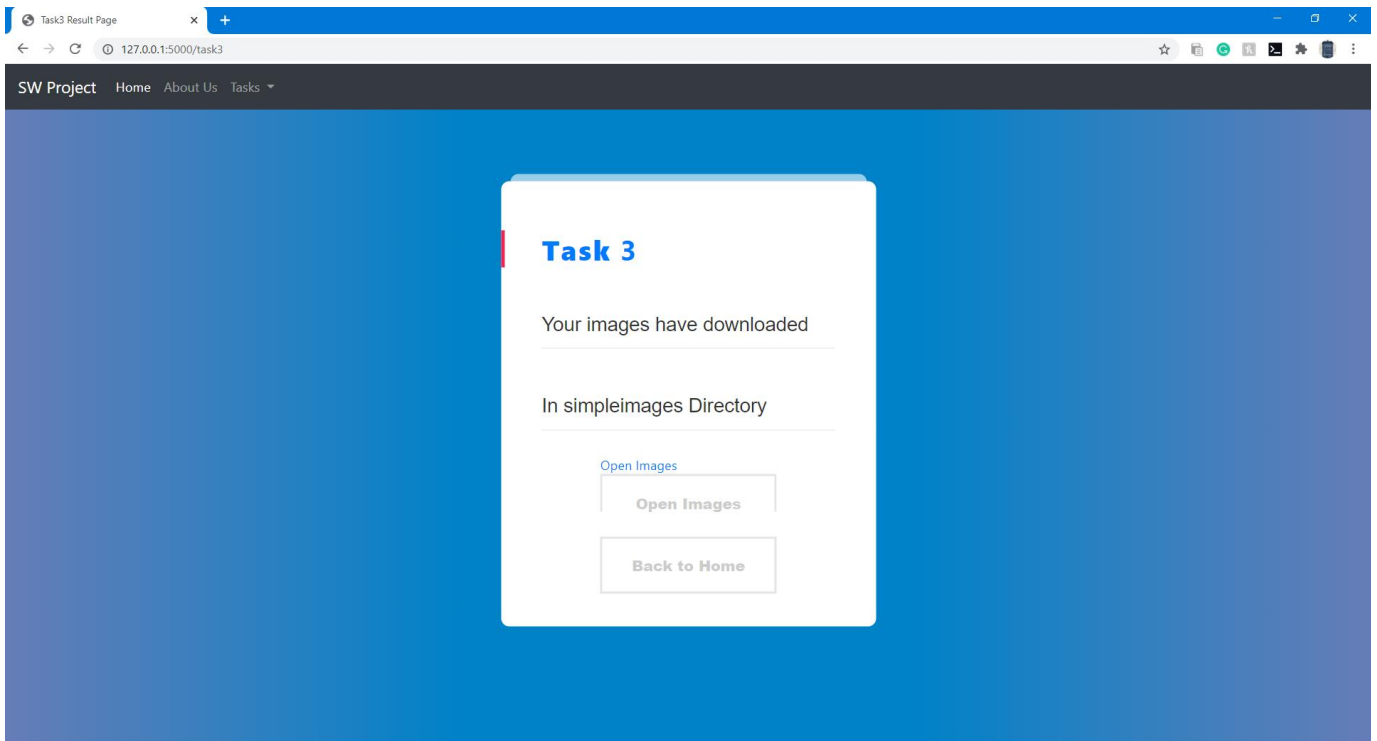 Task3 Result Page
127.0.0.1:5000/task3
SW Project Home About Us Tasks
Task 3
Your images have downloaded
In simpleimages Directory
Open Images
Open Images
Back to Home